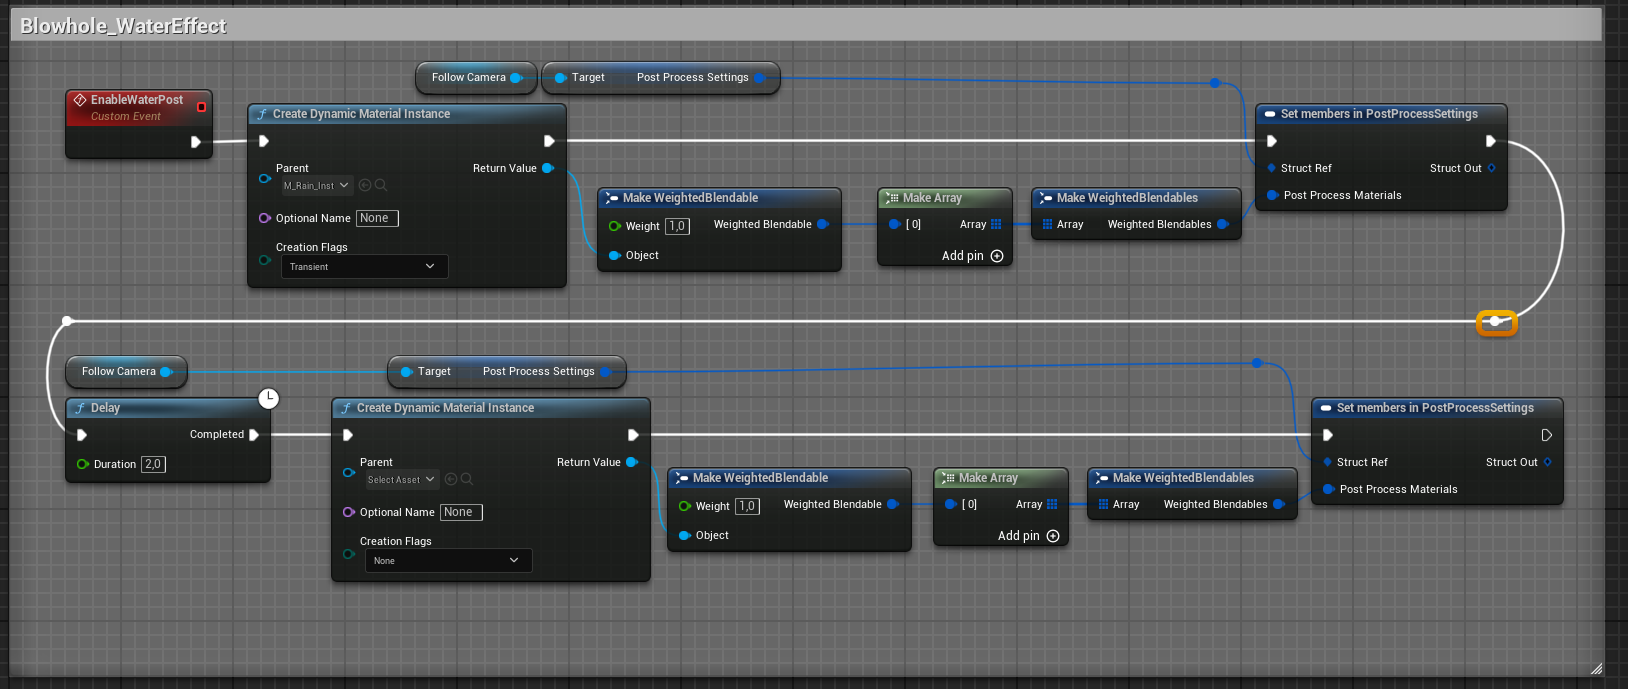 Blowhole_WaterEffect
Follow Camera
Target Post Process Settings
EnableWaterPost
Custom Event
Create Dynamic Material Instance
Parent
M_Rain_Inst
Return Value
Optional Name None
Creation Flags
Transient
Make WeightedBlendable
Weight 1,0 Weighted Blendable
Object
Make Array
[ 0] Array
Add pin
Make WeightedBlendables
Array Weighted Blendables
Set members in PostProcessSettings
Struct Ref Struct Out
Post Process Materials
Follow Camera
Target Post Process Settings
Delay
Completed
Duration 2,0
Create Dynamic Material Instance
Parent
Select Asset
Return Value
Optional Name None
Creation Flags
None
Make WeightedBlendable
Weight 1,0 Weighted Blendable
Object
Make Array
[ 0] Array
Add pin
Make WeightedBlendables
Array Weighted Blendables
Set members in PostProcessSettings
Struct Ref Struct Out
Post Process Materials